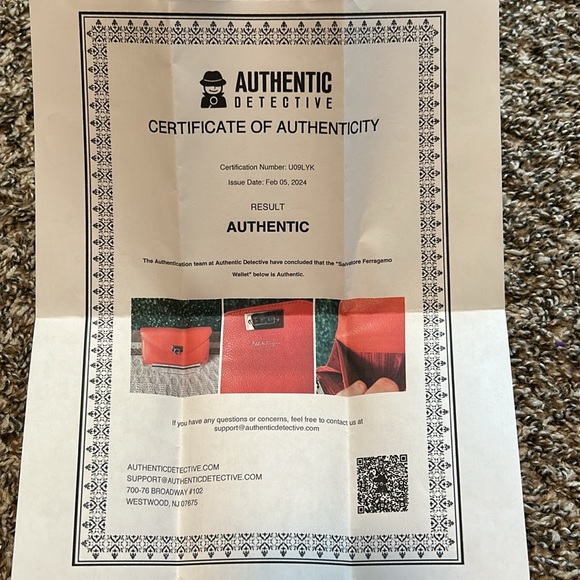 AUTHENTIC
DETECTIVE
CERTIFICATE OF AUTHENTICITY
Certification Number: U09LYK
Issue Date: Feb 05, 2024
RESULT
AUTHENTIC
The Authentication team at Authentic Detective have concluded that the "Salvatore Ferragamo
Wallet" below is Authentic.
If you have any questions or concerns, feel free to contact us at
support@authenticdetective.com
AUTHENTICDETECTIVE.COM
SUPPORT@AUTHENTICDETECTIVE.COM
700-76 BROADWAY #102
WESTWOOD, NJ 07675